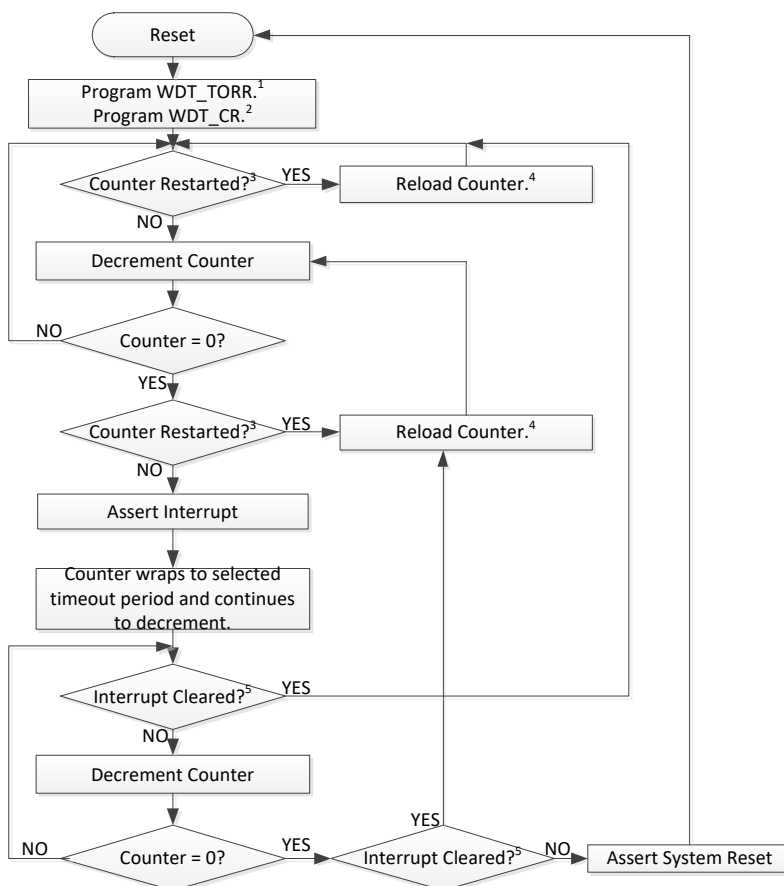 Reset
Program WDT_TORR.¹
Program WDT_CR.²
Counter Restarted?³
YES
Reload Counter.⁴
NO
Decrement Counter
NO
Counter = 0?
YES
Counter Restarted?³
YES
Reload Counter.⁴
NO
Assert Interrupt
Counter wraps to selected
timeout period and continues
to decrement.
Interrupt Cleared?⁵
YES
NO
Decrement Counter
NO
Counter = 0?
YES
YES
Interrupt Cleared?⁵
NO
Assert System Reset